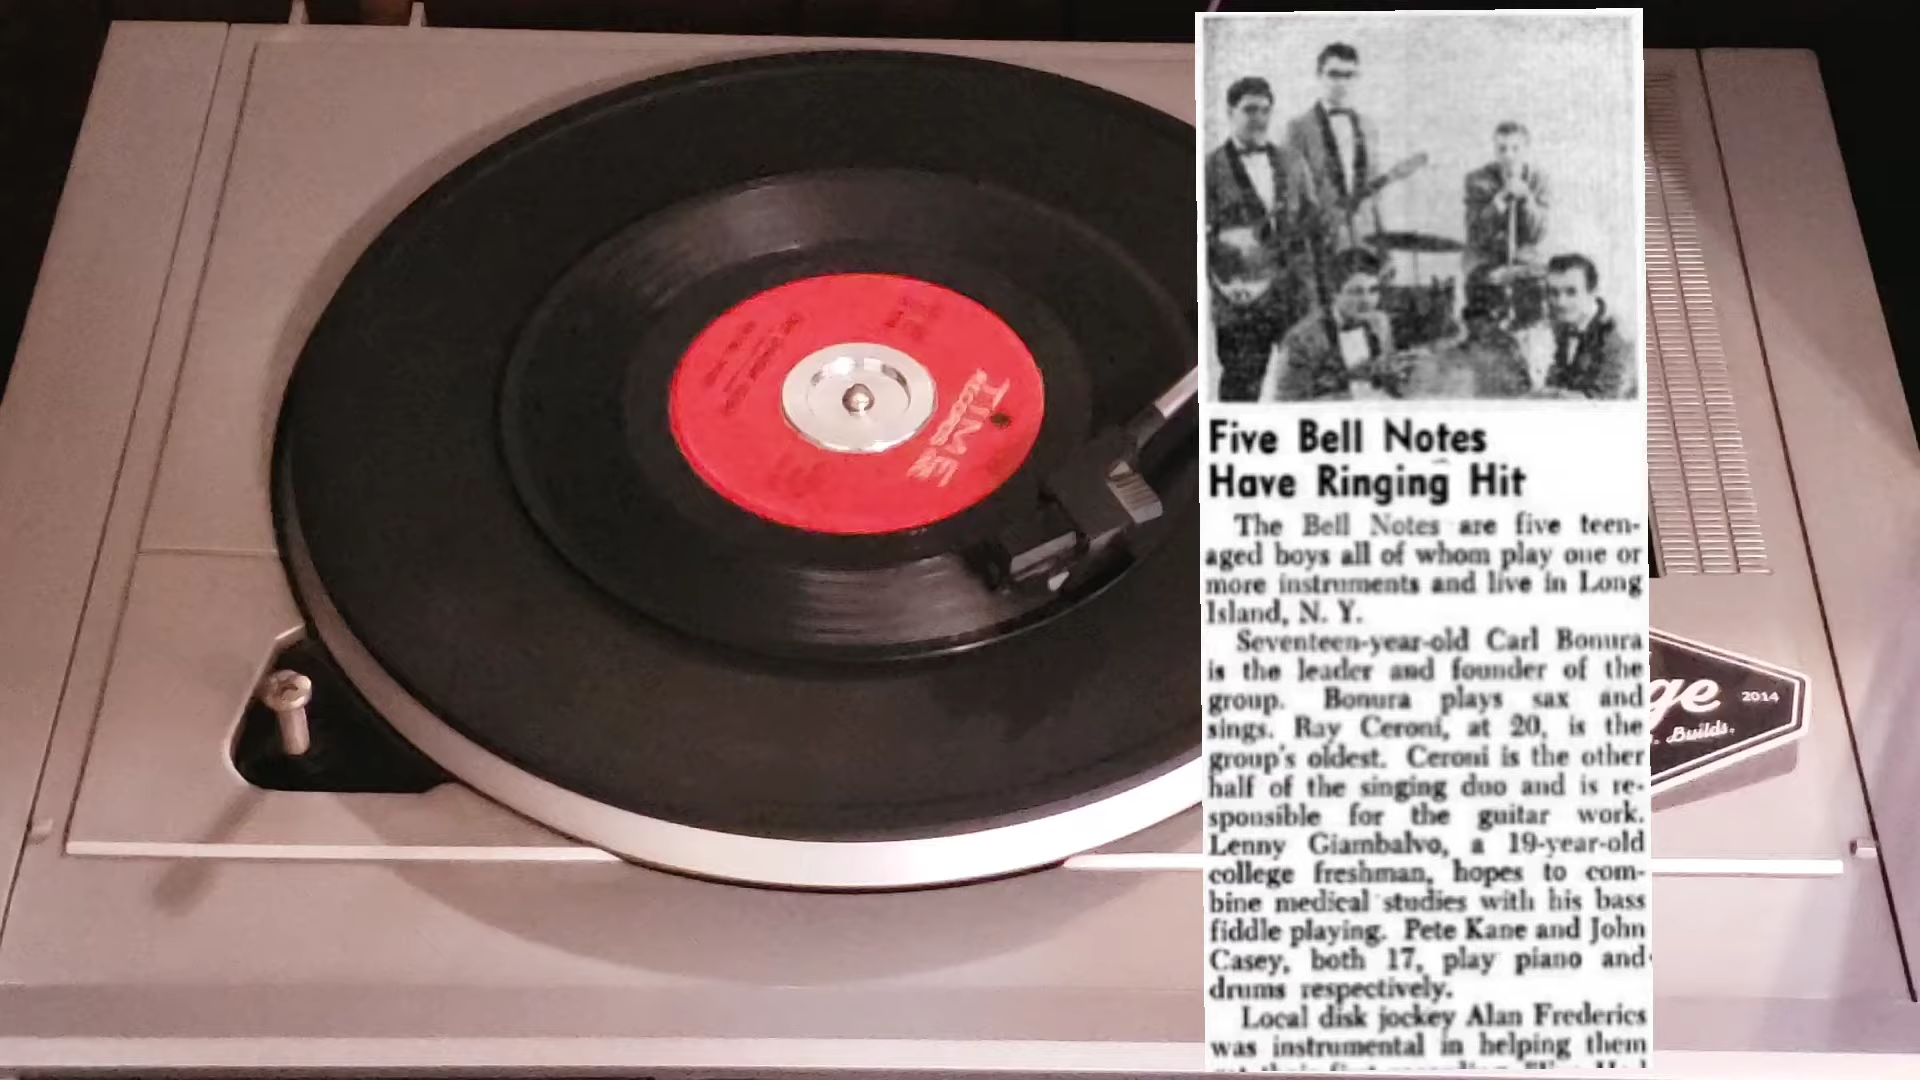 TIME
RECORDS
Five Bell Notes
Have Ringing Hit
The Bell Notes are five teen-
aged boys all of whom play one or
more instruments and live in Long
Island, N. Y.
Seventeen-year-old Carl Bonura
is the leader and founder of the
group. Bonura plays sax and
sings. Ray Ceroni, at 20, is the
group's oldest. Ceroni is the other
half of the singing duo and is re-
sponsible for the guitar work.
Lenny Giambalvo, a 19-year-old
college freshman, hopes to com-
bine medical studies with his bass
fiddle playing. Pete Kane and John
Casey, both 17, play piano and
drums respectively.
Local disk jockey Alan Frederics
was instrumental in helping them
2014
Builds.